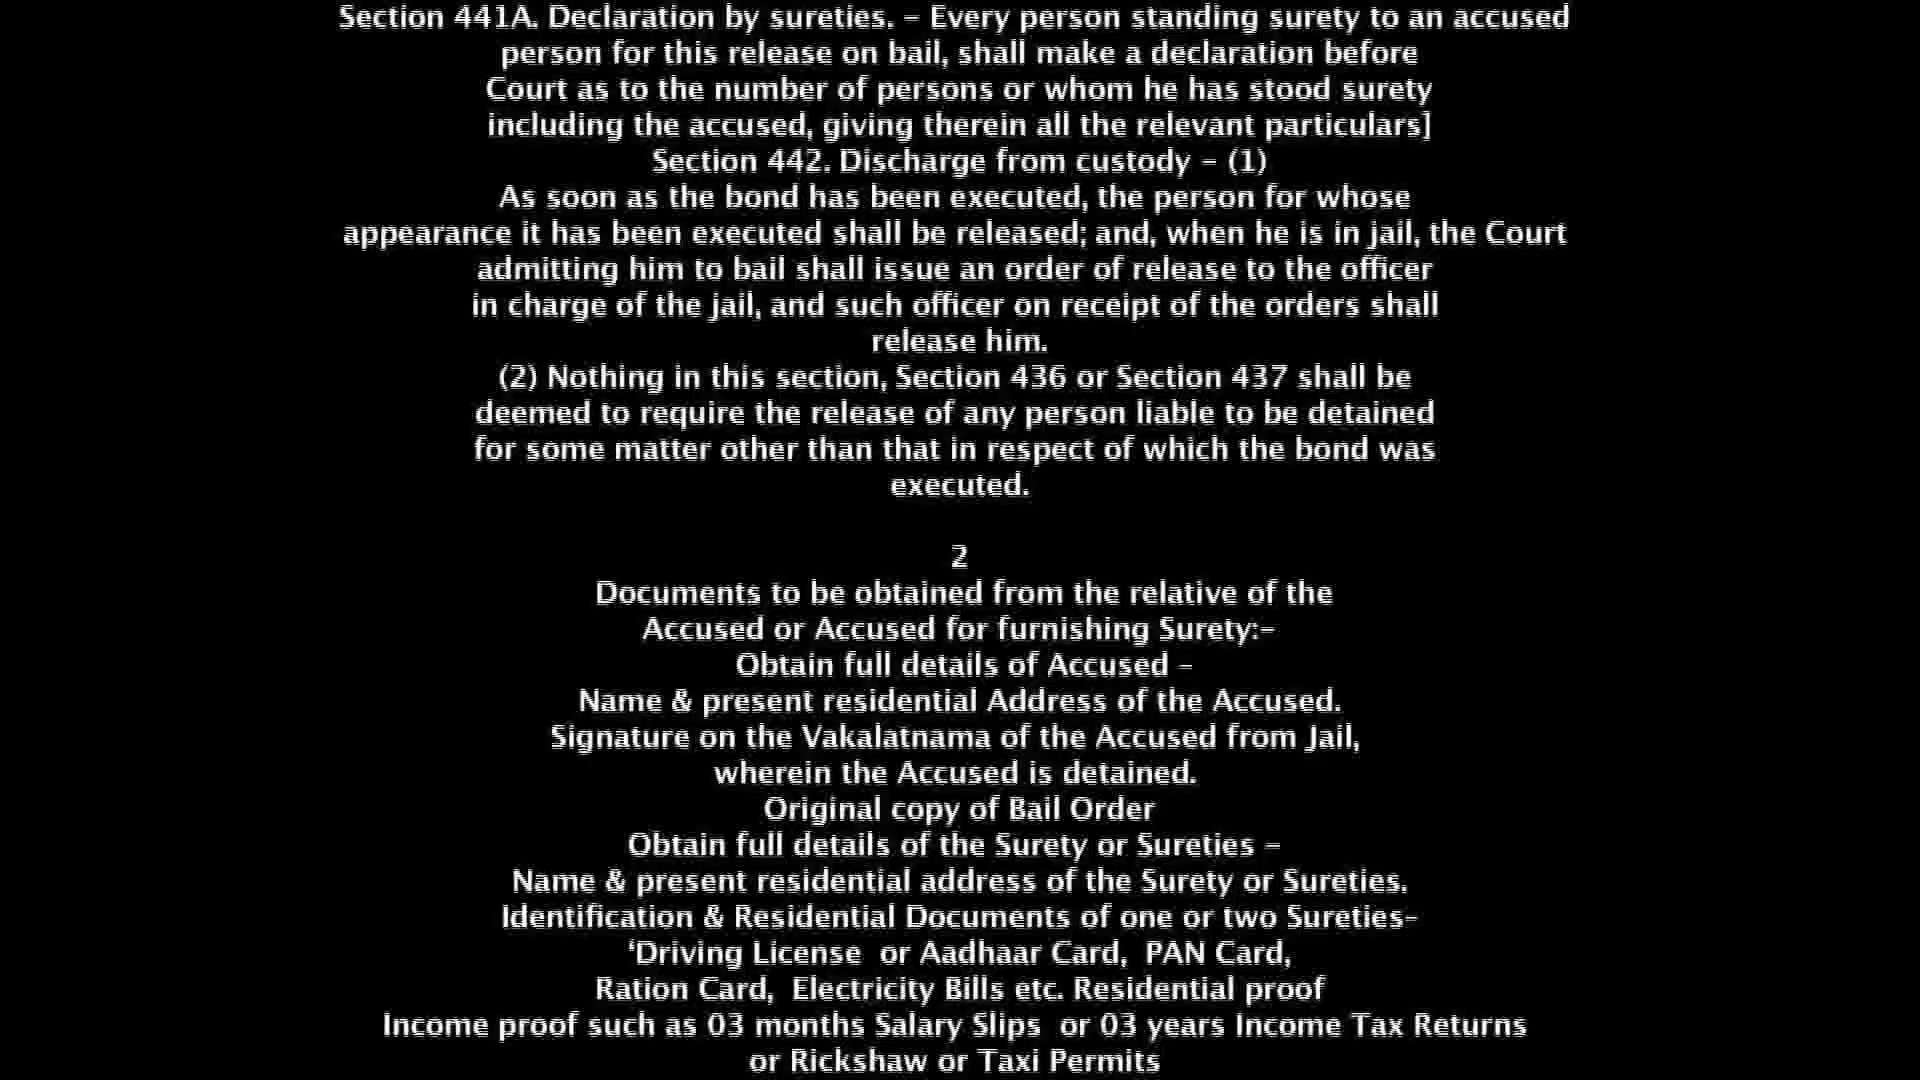 Section 441A. Declaration by sureties. – Every person standing surety to an accused
person for this release on bail, shall make a declaration before
Court as to the number of persons or whom he has stood surety
including the accused, giving therein all the relevant particulars]
Section 442. Discharge from custody – (1)
As soon as the bond has been executed, the person for whose
appearance it has been executed shall be released; and, when he is in jail, the Court
admitting him to bail shall issue an order of release to the officer
in charge of the jail, and such officer on receipt of the orders shall
release him.
(2) Nothing in this section, Section 436 or Section 437 shall be
deemed to require the release of any person liable to be detained
for some matter other than that in respect of which the bond was
executed.
2
Documents to be obtained from the relative of the
Accused or Accused for furnishing Surety:–
Obtain full details of Accused –
Name & present residential Address of the Accused.
Signature on the Vakalatnama of the Accused from Jail,
wherein the Accused is detained.
Original copy of Bail Order
Obtain full details of the Surety or Sureties –
Name & present residential address of the Surety or Sureties.
Identification & Residential Documents of one or two Sureties–
‘Driving License or Aadhaar Card, PAN Card,
Ration Card, Electricity Bills etc. Residential proof
Income proof such as 03 months Salary Slips or 03 years Income Tax Returns
or Rickshaw or Taxi Permits